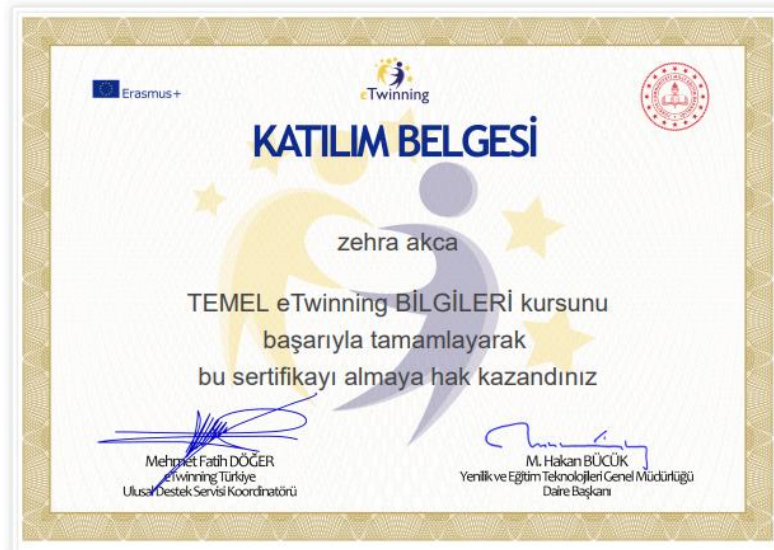 Erasmus+
eTwinning
KATILIM BELGESİ
zehra akca
TEMEL eTwinning BİLGİLERİ kursunu
başarıyla tamamlayarak
bu sertifikayı almaya hak kazandınız
Mehmet Fatih DÖĞER
eTwinning Türkiye
Ulusal Destek Servisi Koordinatörü
M. Hakan BÜCÜK
Yenilik ve Eğitim Teknolojileri Genel Müdürlüğü
Daire Başkanı